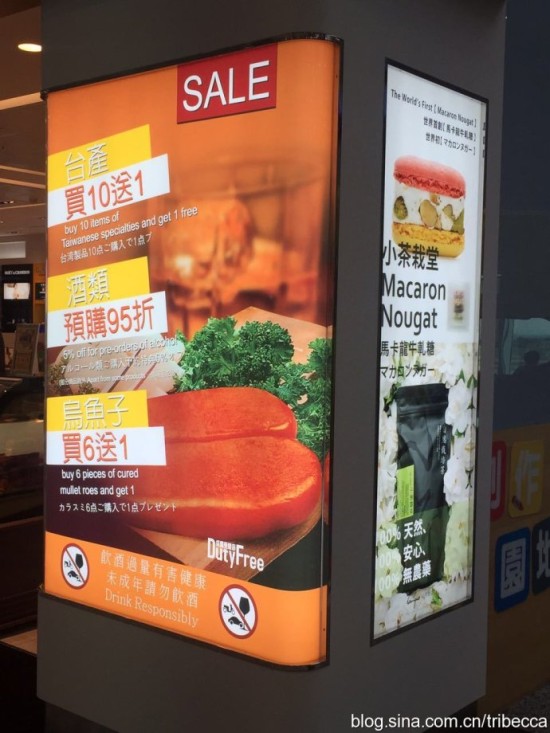 SALE
台產
買10送1
buy 10 items of
Taiwanese specialties and get 1 free
台湾製品10点ご購入で1点プ
酒類
預購95折
5% off for pre-orders of alcohol
烏魚子
買6送1
buy 6 pieces of cured
mullet roes and get 1
カラスミ6点ご購入で1点プレゼント
DutyFree
飲酒過量有害健康
未成年請勿飲酒
Drink Responsibly
The World's First [ Macaron Nougat ]
世界首創 [ 馬卡龍牛軋糖 ]
世界初 [ マカロンヌガー ]
小茶栽堂
Macaron
Nougat
馬卡龍牛軋糖
マカロンヌガー
00% 天然、
00% 安心、
00% 無農藥
創作
園地
blog.sina.com.cn/tribecca